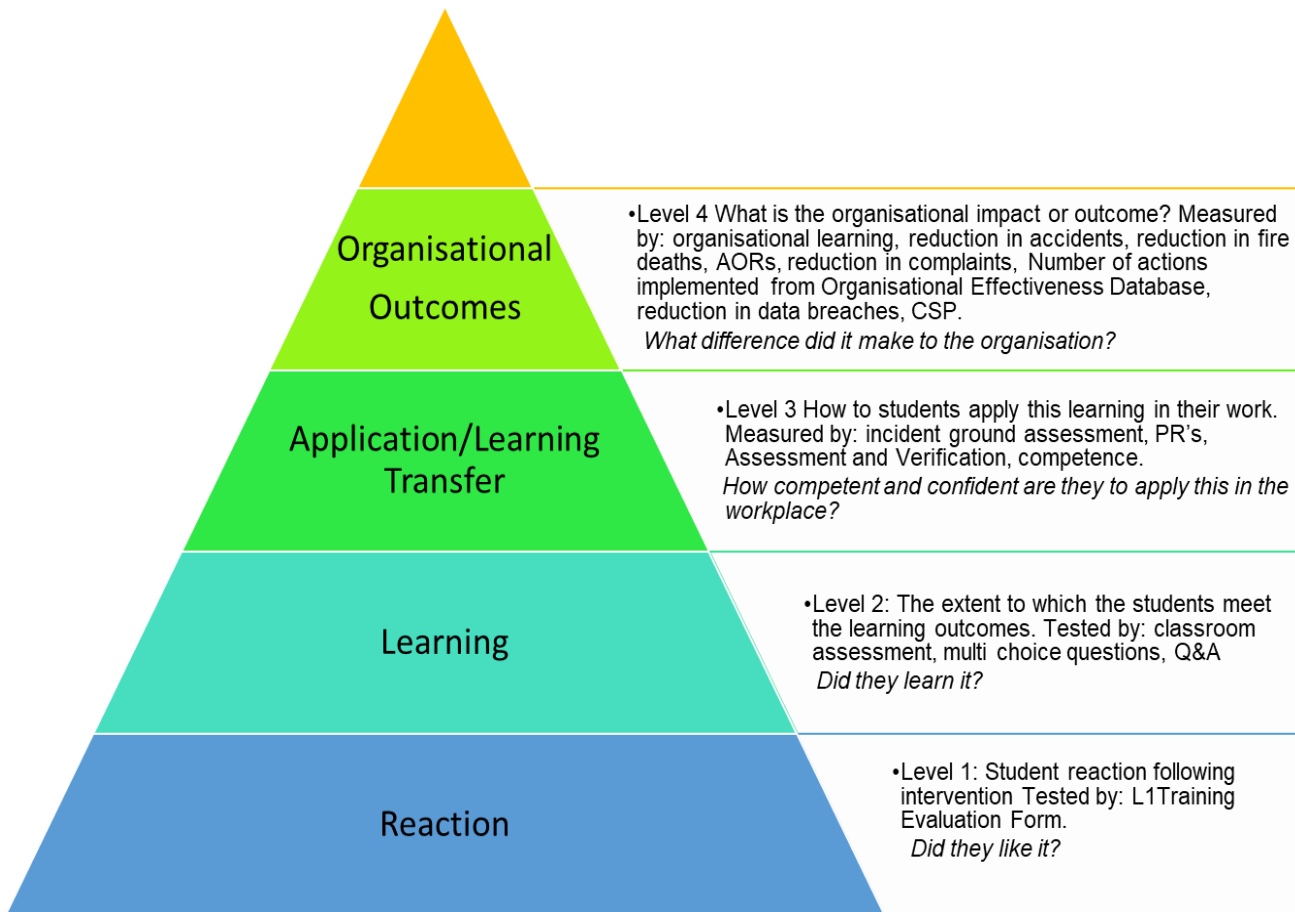 Organisational
Outcomes
•Level 4 What is the organisational impact or outcome? Measured
by: organisational learning, reduction in accidents, reduction in fire
deaths, AORs, reduction in complaints, Number of actions
implemented from Organisational Effectiveness Database,
reduction in data breaches, CSP.
What difference did it make to the organisation?
Application/Learning
Transfer
•Level 3 How to students apply this learning in their work.
Measured by: incident ground assessment, PR’s,
Assessment and Verification, competence.
How competent and confident are they to apply this in the
workplace?
Learning
•Level 2: The extent to which the students meet
the learning outcomes. Tested by: classroom
assessment, multi choice questions, Q&A
Did they learn it?
Reaction
•Level 1: Student reaction following
intervention Tested by: L1Training
Evaluation Form.
Did they like it?